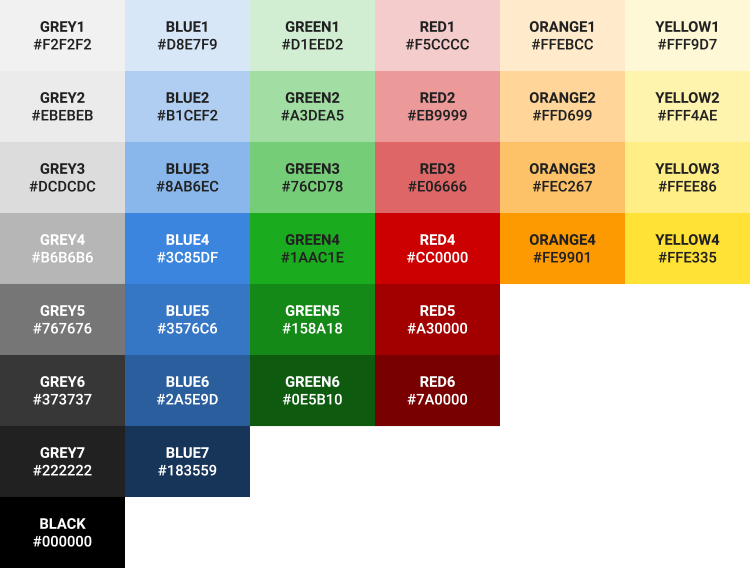 GREY1
#F2F2F2
BLUE1
#D8E7F9
GREEN1
#D1EED2
RED1
#F5CCCC
ORANGE1
#FFEBCC
YELLOW1
#FFF9D7
GREY2
#EBEBEB
BLUE2
#B1CEF2
GREEN2
#A3DEA5
RED2
#EB9999
ORANGE2
#FFD699
YELLOW2
#FFF4AE
GREY3
#DCDCDC
BLUE3
#8AB6EC
GREEN3
#76CD78
RED3
#E06666
ORANGE3
#FEC267
YELLOW3
#FFEE86
GREY4
#B6B6B6
BLUE4
#3C85DF
GREEN4
#1AAC1E
RED4
#CC0000
ORANGE4
#FE9901
YELLOW4
#FFE335
GREY5
#767676
BLUE5
#3576C6
GREEN5
#158A18
RED5
#A30000
GREY6
#373737
BLUE6
#2A5E9D
GREEN6
#0E5B10
RED6
#7A0000
GREY7
#222222
BLUE7
#183559
BLACK
#000000